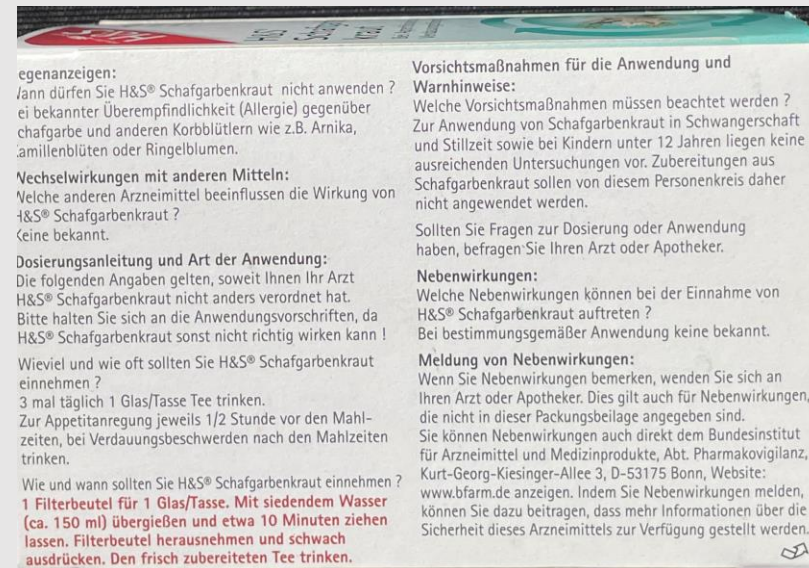 H&S
Schafgar
kraut
egenanzeigen:
ann dürfen Sie H&S® Schafgarbenkraut nicht anwenden ?
ei bekannter Überempfindlichkeit (Allergie) gegenüber
chafgarbe und anderen Korbblütlern wie z.B. Arnika,
amillenblüten oder Ringelblumen.
Wechselwirkungen mit anderen Mitteln:
Welche anderen Arzneimittel beeinflussen die Wirkung von
H&S® Schafgarbenkraut ?
Keine bekannt.
Dosierungsanleitung und Art der Anwendung:
Die folgenden Angaben gelten, soweit Ihnen Ihr Arzt
H&S® Schafgarbenkraut nicht anders verordnet hat.
Bitte halten Sie sich an die Anwendungsvorschriften, da
H&S® Schafgarbenkraut sonst nicht richtig wirken kann !
Wieviel und wie oft sollten Sie H&S® Schafgarbenkraut
einnehmen ?
3 mal täglich 1 Glas/Tasse Tee trinken.
Zur Appetitanregung jeweils 1/2 Stunde vor den Mahl-
zeiten, bei Verdauungsbeschwerden nach den Mahlzeiten
trinken.
Wie und wann sollten Sie H&S® Schafgarbenkraut einnehmen ?
1 Filterbeutel für 1 Glas/Tasse. Mit siedendem Wasser
(ca. 150 ml) übergießen und etwa 10 Minuten ziehen
lassen. Filterbeutel herausnehmen und schwach
ausdrücken. Den frisch zubereiteten Tee trinken.
Vorsichtsmaßnahmen für die Anwendung und
Warnhinweise:
Welche Vorsichtsmaßnahmen müssen beachtet werden ?
Zur Anwendung von Schafgarbenkraut in Schwangerschaft
und Stillzeit sowie bei Kindern unter 12 Jahren liegen keine
ausreichenden Untersuchungen vor. Zubereitungen aus
Schafgarbenkraut sollen von diesem Personenkreis daher
nicht angewendet werden.
Sollten Sie Fragen zur Dosierung oder Anwendung
haben, befragen Sie Ihren Arzt oder Apotheker.
Nebenwirkungen:
Welche Nebenwirkungen können bei der Einnahme von
H&S® Schafgarbenkraut auftreten ?
Bei bestimmungsgemäßer Anwendung keine bekannt.
Meldung von Nebenwirkungen:
Wenn Sie Nebenwirkungen bemerken, wenden Sie sich an
Ihren Arzt oder Apotheker. Dies gilt auch für Nebenwirkungen,
die nicht in dieser Packungsbeilage angegeben sind.
Sie können Nebenwirkungen auch direkt dem Bundesinstitut
für Arzneimittel und Medizinprodukte, Abt. Pharmakovigilanz,
Kurt-Georg-Kiesinger-Allee 3, D-53175 Bonn, Website:
www.bfarm.de anzeigen. Indem Sie Nebenwirkungen melden,
können Sie dazu beitragen, dass mehr Informationen über die
Sicherheit dieses Arzneimittels zur Verfügung gestellt werden.